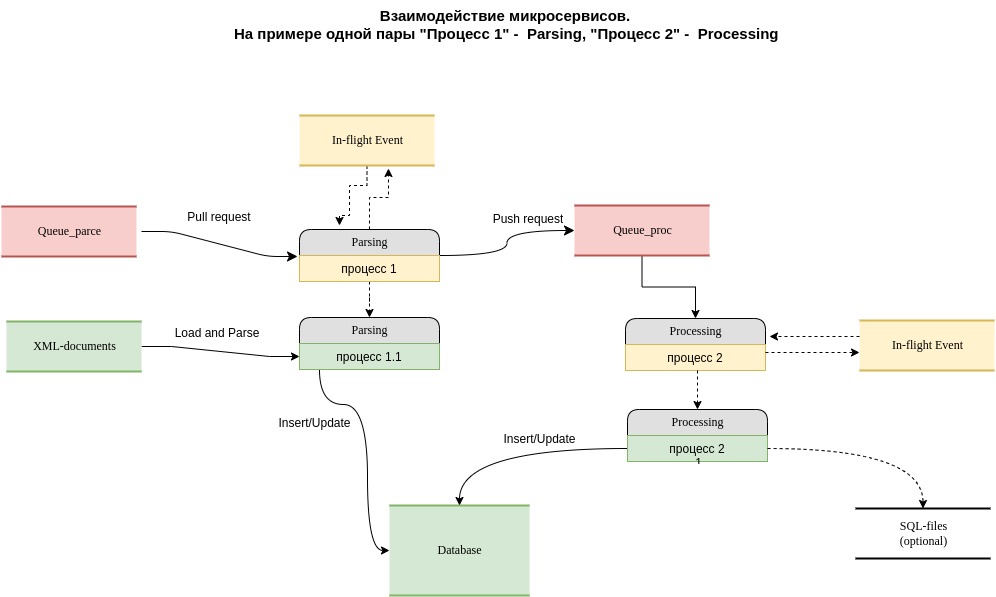 Взаимодействие микросервисов.
На примере одной пары "Процесс 1" - Parsing, "Процесс 2" - Processing
In-flight Event
Queue_parce
Pull request
Push request
Queue_proc
Parsing
процесс 1
XML-documents
Load and Parse
Parsing
процесс 1.1
Processing
процесс 2
In-flight Event
Insert/Update
Processing
процесс 2
1
Insert/Update
Database
SQL-files
(optional)